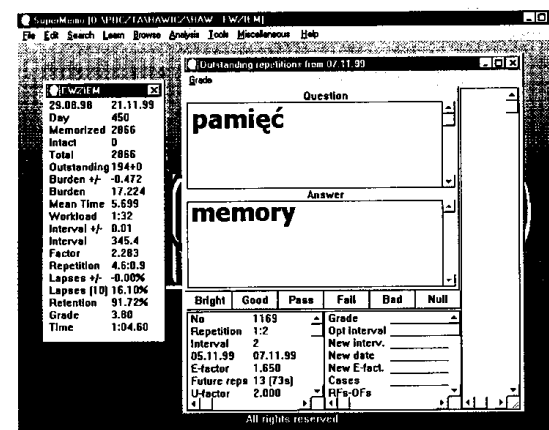 SuperMemo [D:\POCZTA\HAWICZ\HAW__EWZIEM]
File Edit Search Learn Browse Analysis Tools Miscellaneous Help
EWZIEM
29.08.98 21.11.99
Day 450
Memorized 2866
Intact 0
Total 2866
Outstanding 194+0
Burden +/- -0.472
Burden 17.224
Mean Time 5.699
Workload 1:32
Interval +/- 0.01
Interval 345.4
Factor 2.283
Repetition 4.6:0.9
Lapses +/- -0.00%
Lapses (10) 16.10%
Retention 91.72%
Grade 3.80
Time 1:04.60
Outstanding repetitions from 07.11.99
Grade
Question
pamięć
Answer
memory
Bright Good Pass Fail Bad Null
No 1169
Repetition 1:2
Interval 2
05.11.99 07.11.99
E-factor 1.650
Future reps 13 (73s)
U-factor 2.000
Grade
Opt interval
New interv.
New date
New E-fact.
Cases
RFs-OFs
All rights reserved